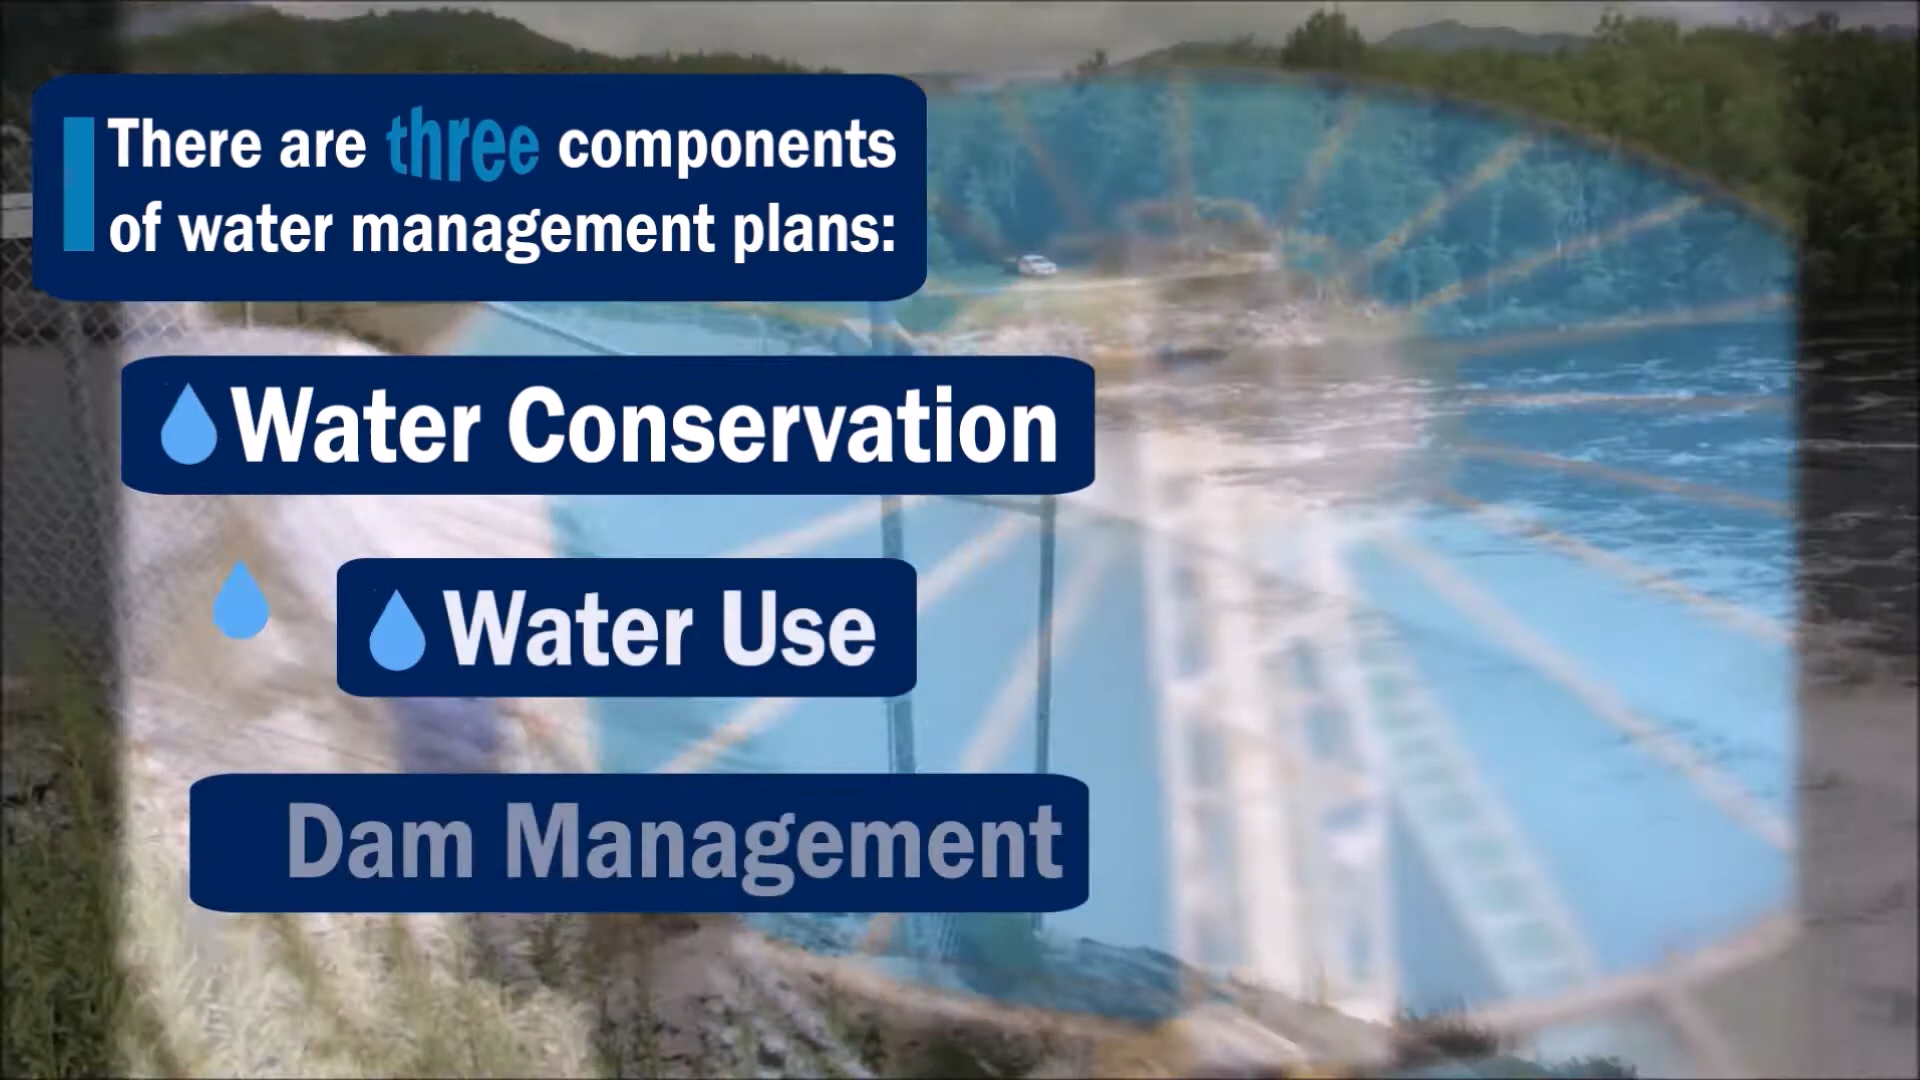 There are three components
of water management plans:
Water Conservation
Water Use
Dam Management